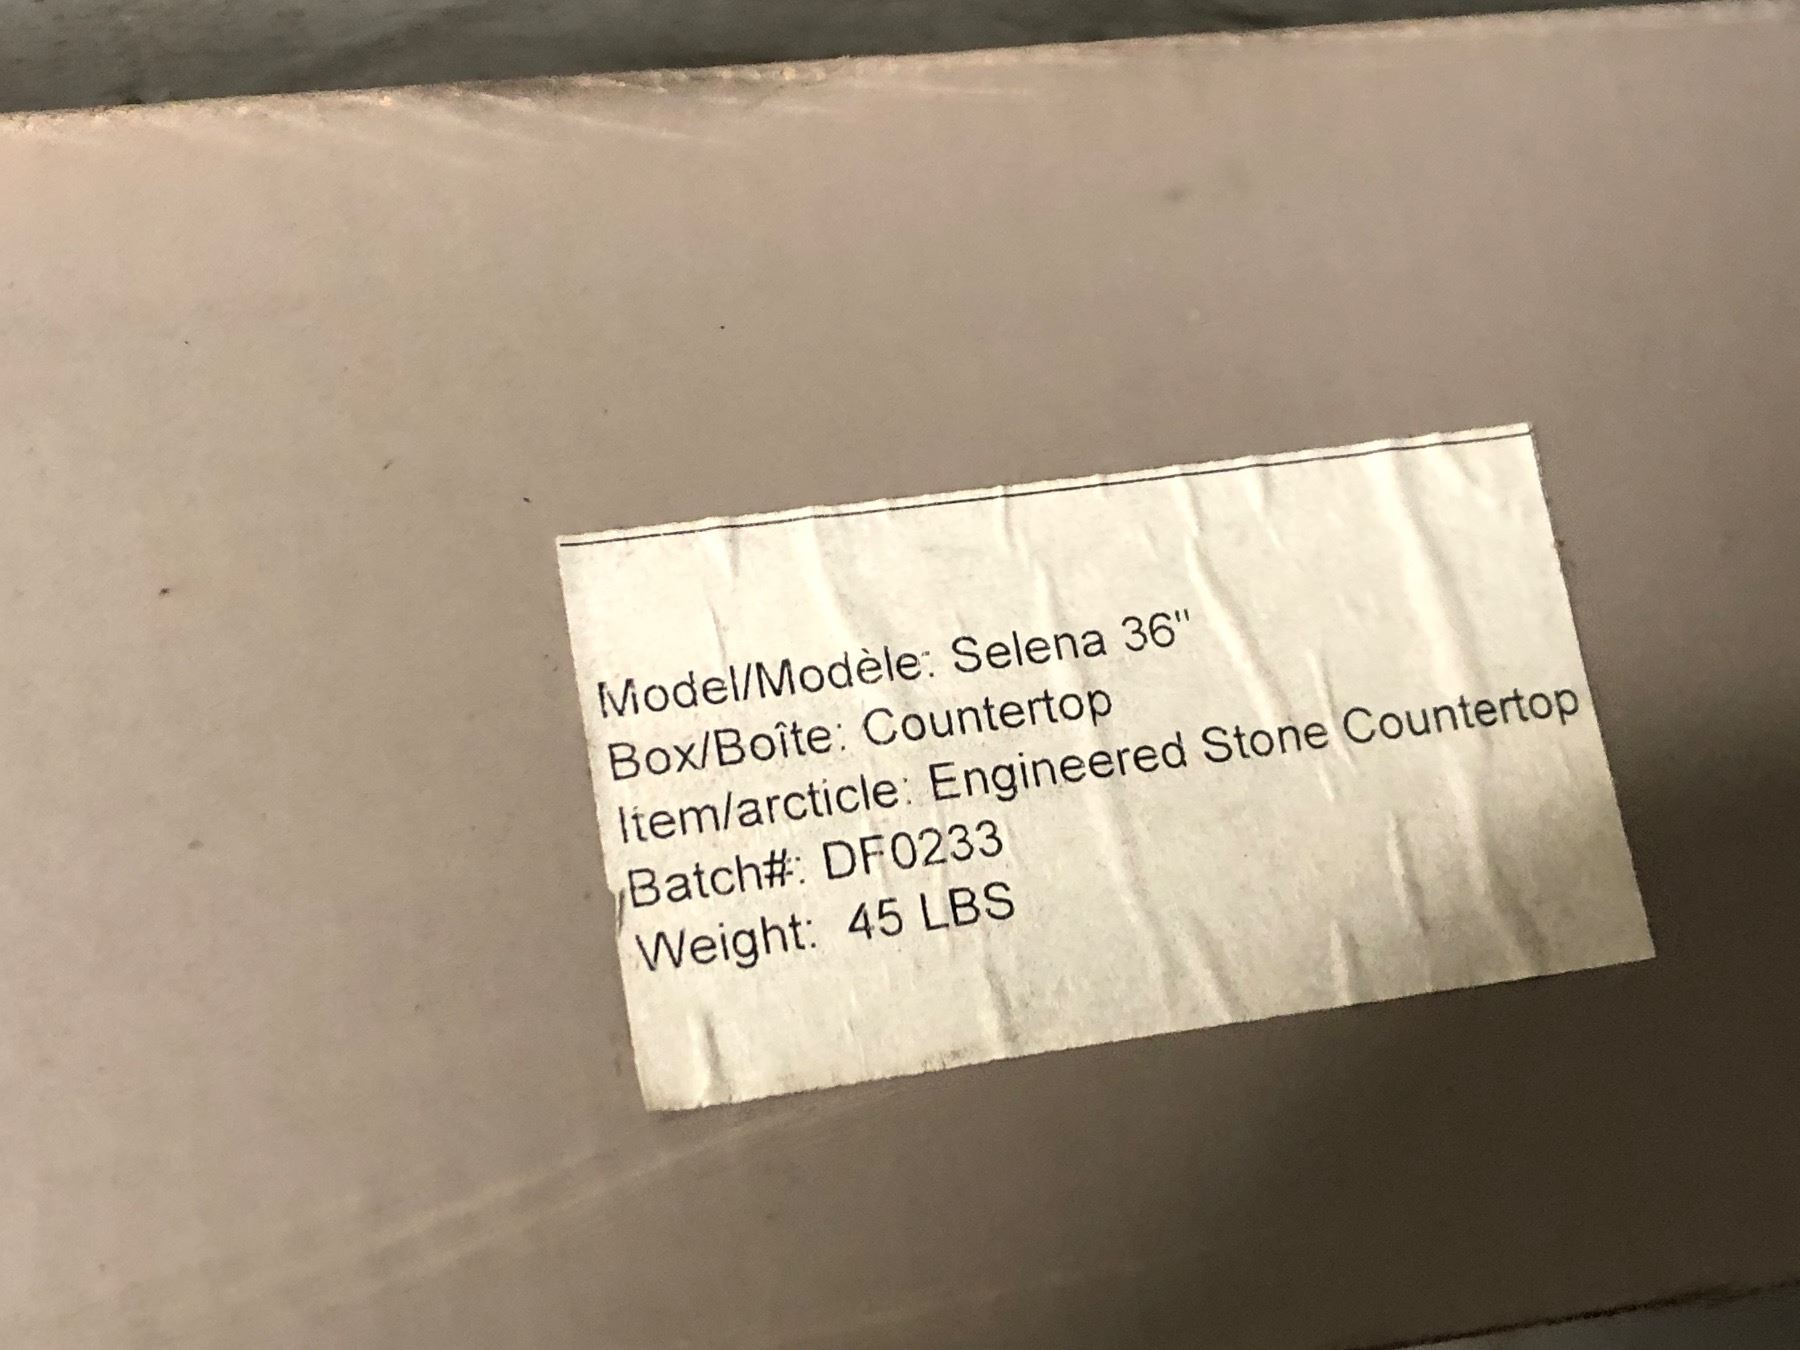 Model/Modèle: Selena 36"
Box/Boîte: Countertop
Item/arcticle: Engineered Stone Countertop
Batch#: DF0233
Weight: 45 LBS